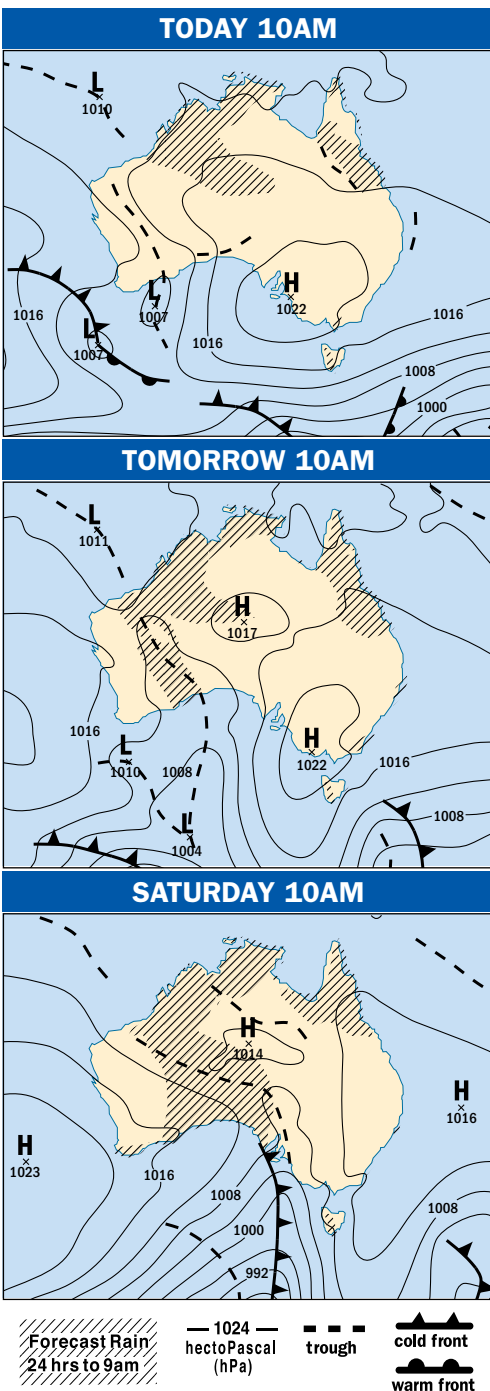 TODAY 10AM
L
1010
H
1022
L
1007
L
1007
1016
1016
1016
1016
1008
1000
TOMORROW 10AM
L
1011
H
1017
H
1022
1016
L
1010
1008
1016
1008
L
1004
SATURDAY 10AM
H
1014
H
1016
H
1023
1016
1008
1008
1000
992
Forecast Rain
24 hrs to 9am
1024
hectoPascal
(hPa)
trough
cold front
warm front